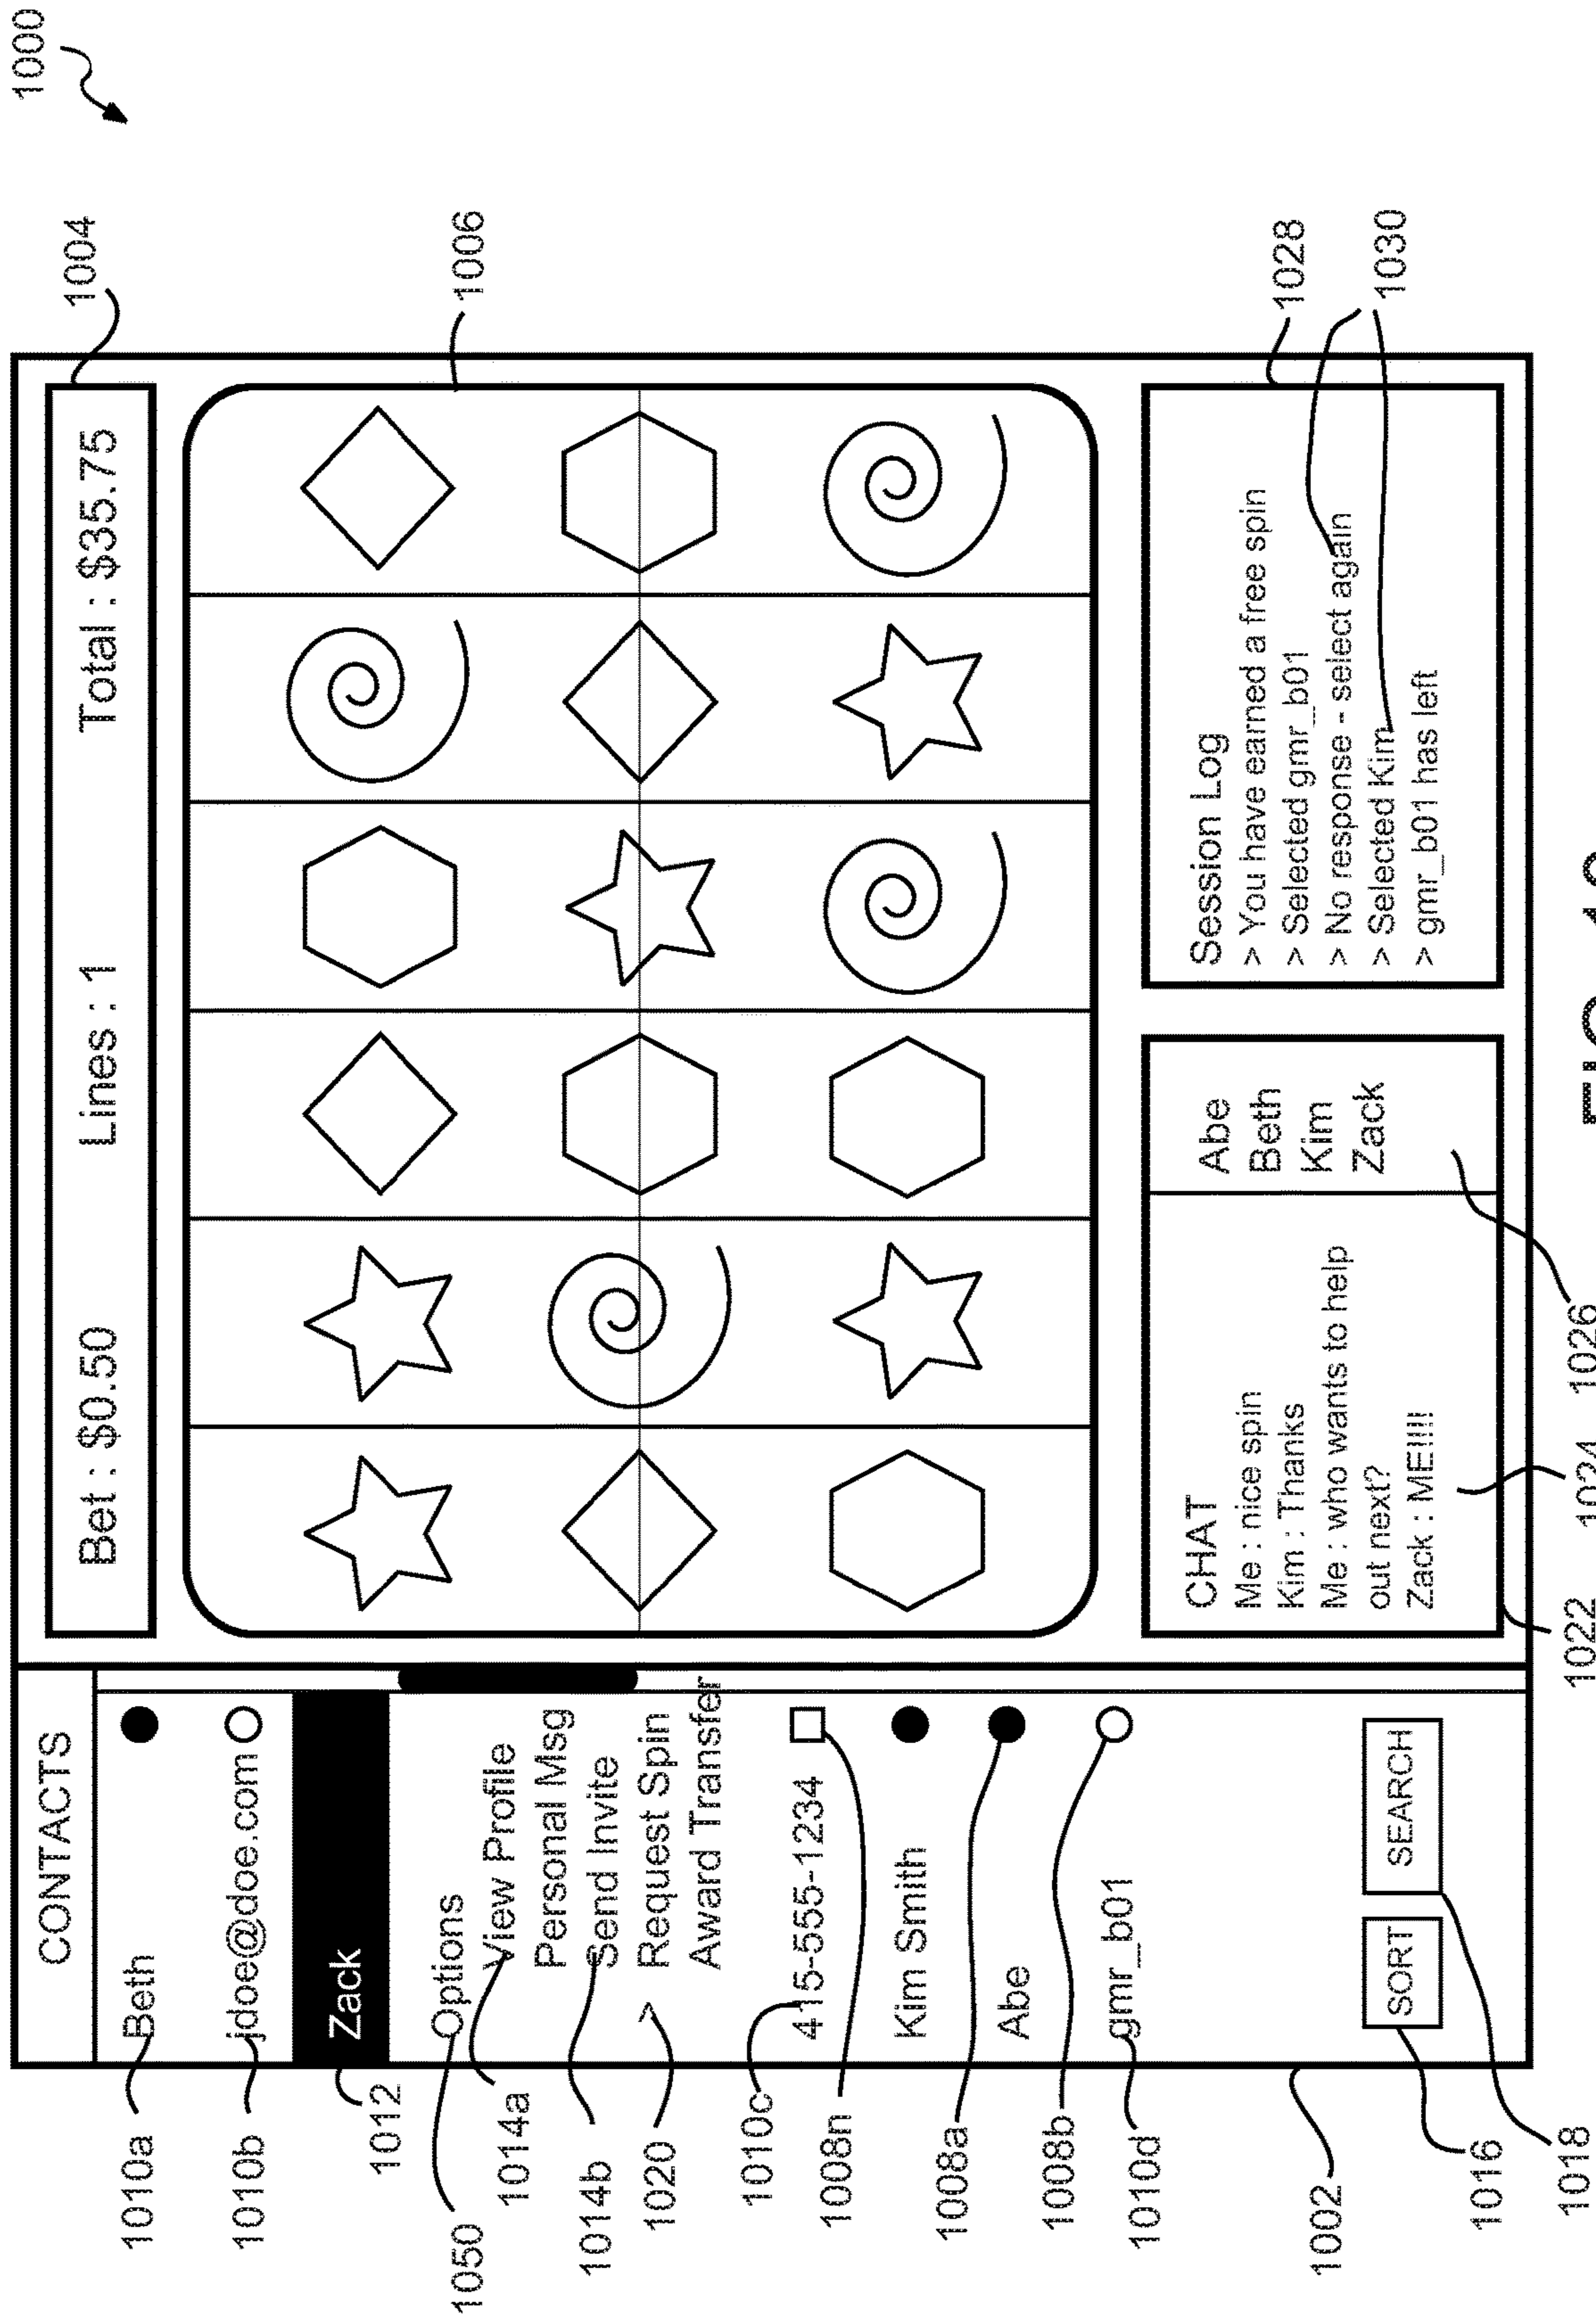 1000
CONTACTS
Beth
jdoe@doe.com
Zack
Options
View Profile
Personal Msg
Send Invite
> Request Spin
Award Transfer
415-555-1234
Kim Smith
Abe
gmr_b01
SORT
SEARCH
Bet : $0.50
Lines : 1
Total : $35.75
CHAT
Me : nice spin
Kim : Thanks
Me : who wants to help
out next?
Zack : ME!!!!
Abe
Beth
Kim
Zack
Session Log
> You have earned a free spin
> Selected gmr_b01
> No response - select again
> Selected Kim
> gmr_b01 has left
1010a
1010b
1012
1050
1014a
1014b
1020
1010c
1008n
1008a
1008b
1010d
1002
1016
1018
1004
1006
1028
1030
1022
1024
1026